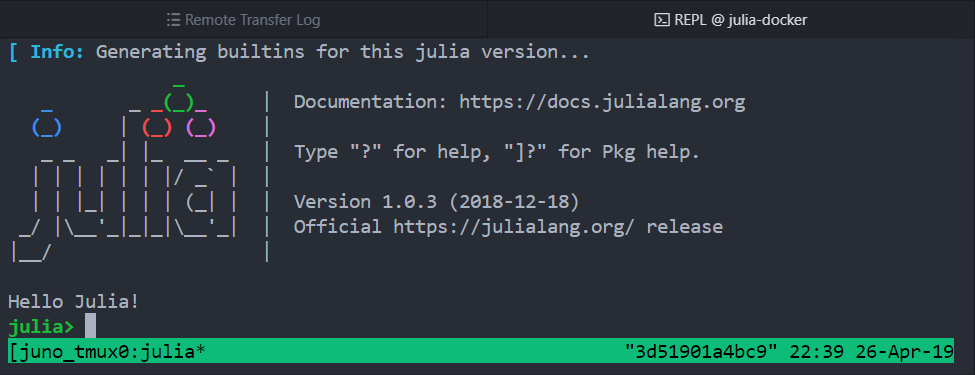 Remote Transfer Log
REPL @ julia-docker
[ Info: Generating builtins for this julia version...
               _
   _       _ _(_)_     |  Documentation: https://docs.julialang.org
  (_)     | (_) (_)    |
   _ _   _| |_  __ _   |  Type "?" for help, "]?" for Pkg help.
  | | | | | | |/ _` |  |
  | | |_| | | | (_| |  |  Version 1.0.3 (2018-12-18)
 _/ |\__'_|_|_|\__'_|  |  Official https://julialang.org/ release
|__/                   |
Hello Julia!
julia>
[juno_tmux0:julia* "3d51901a4bc9" 22:39 26-Apr-19